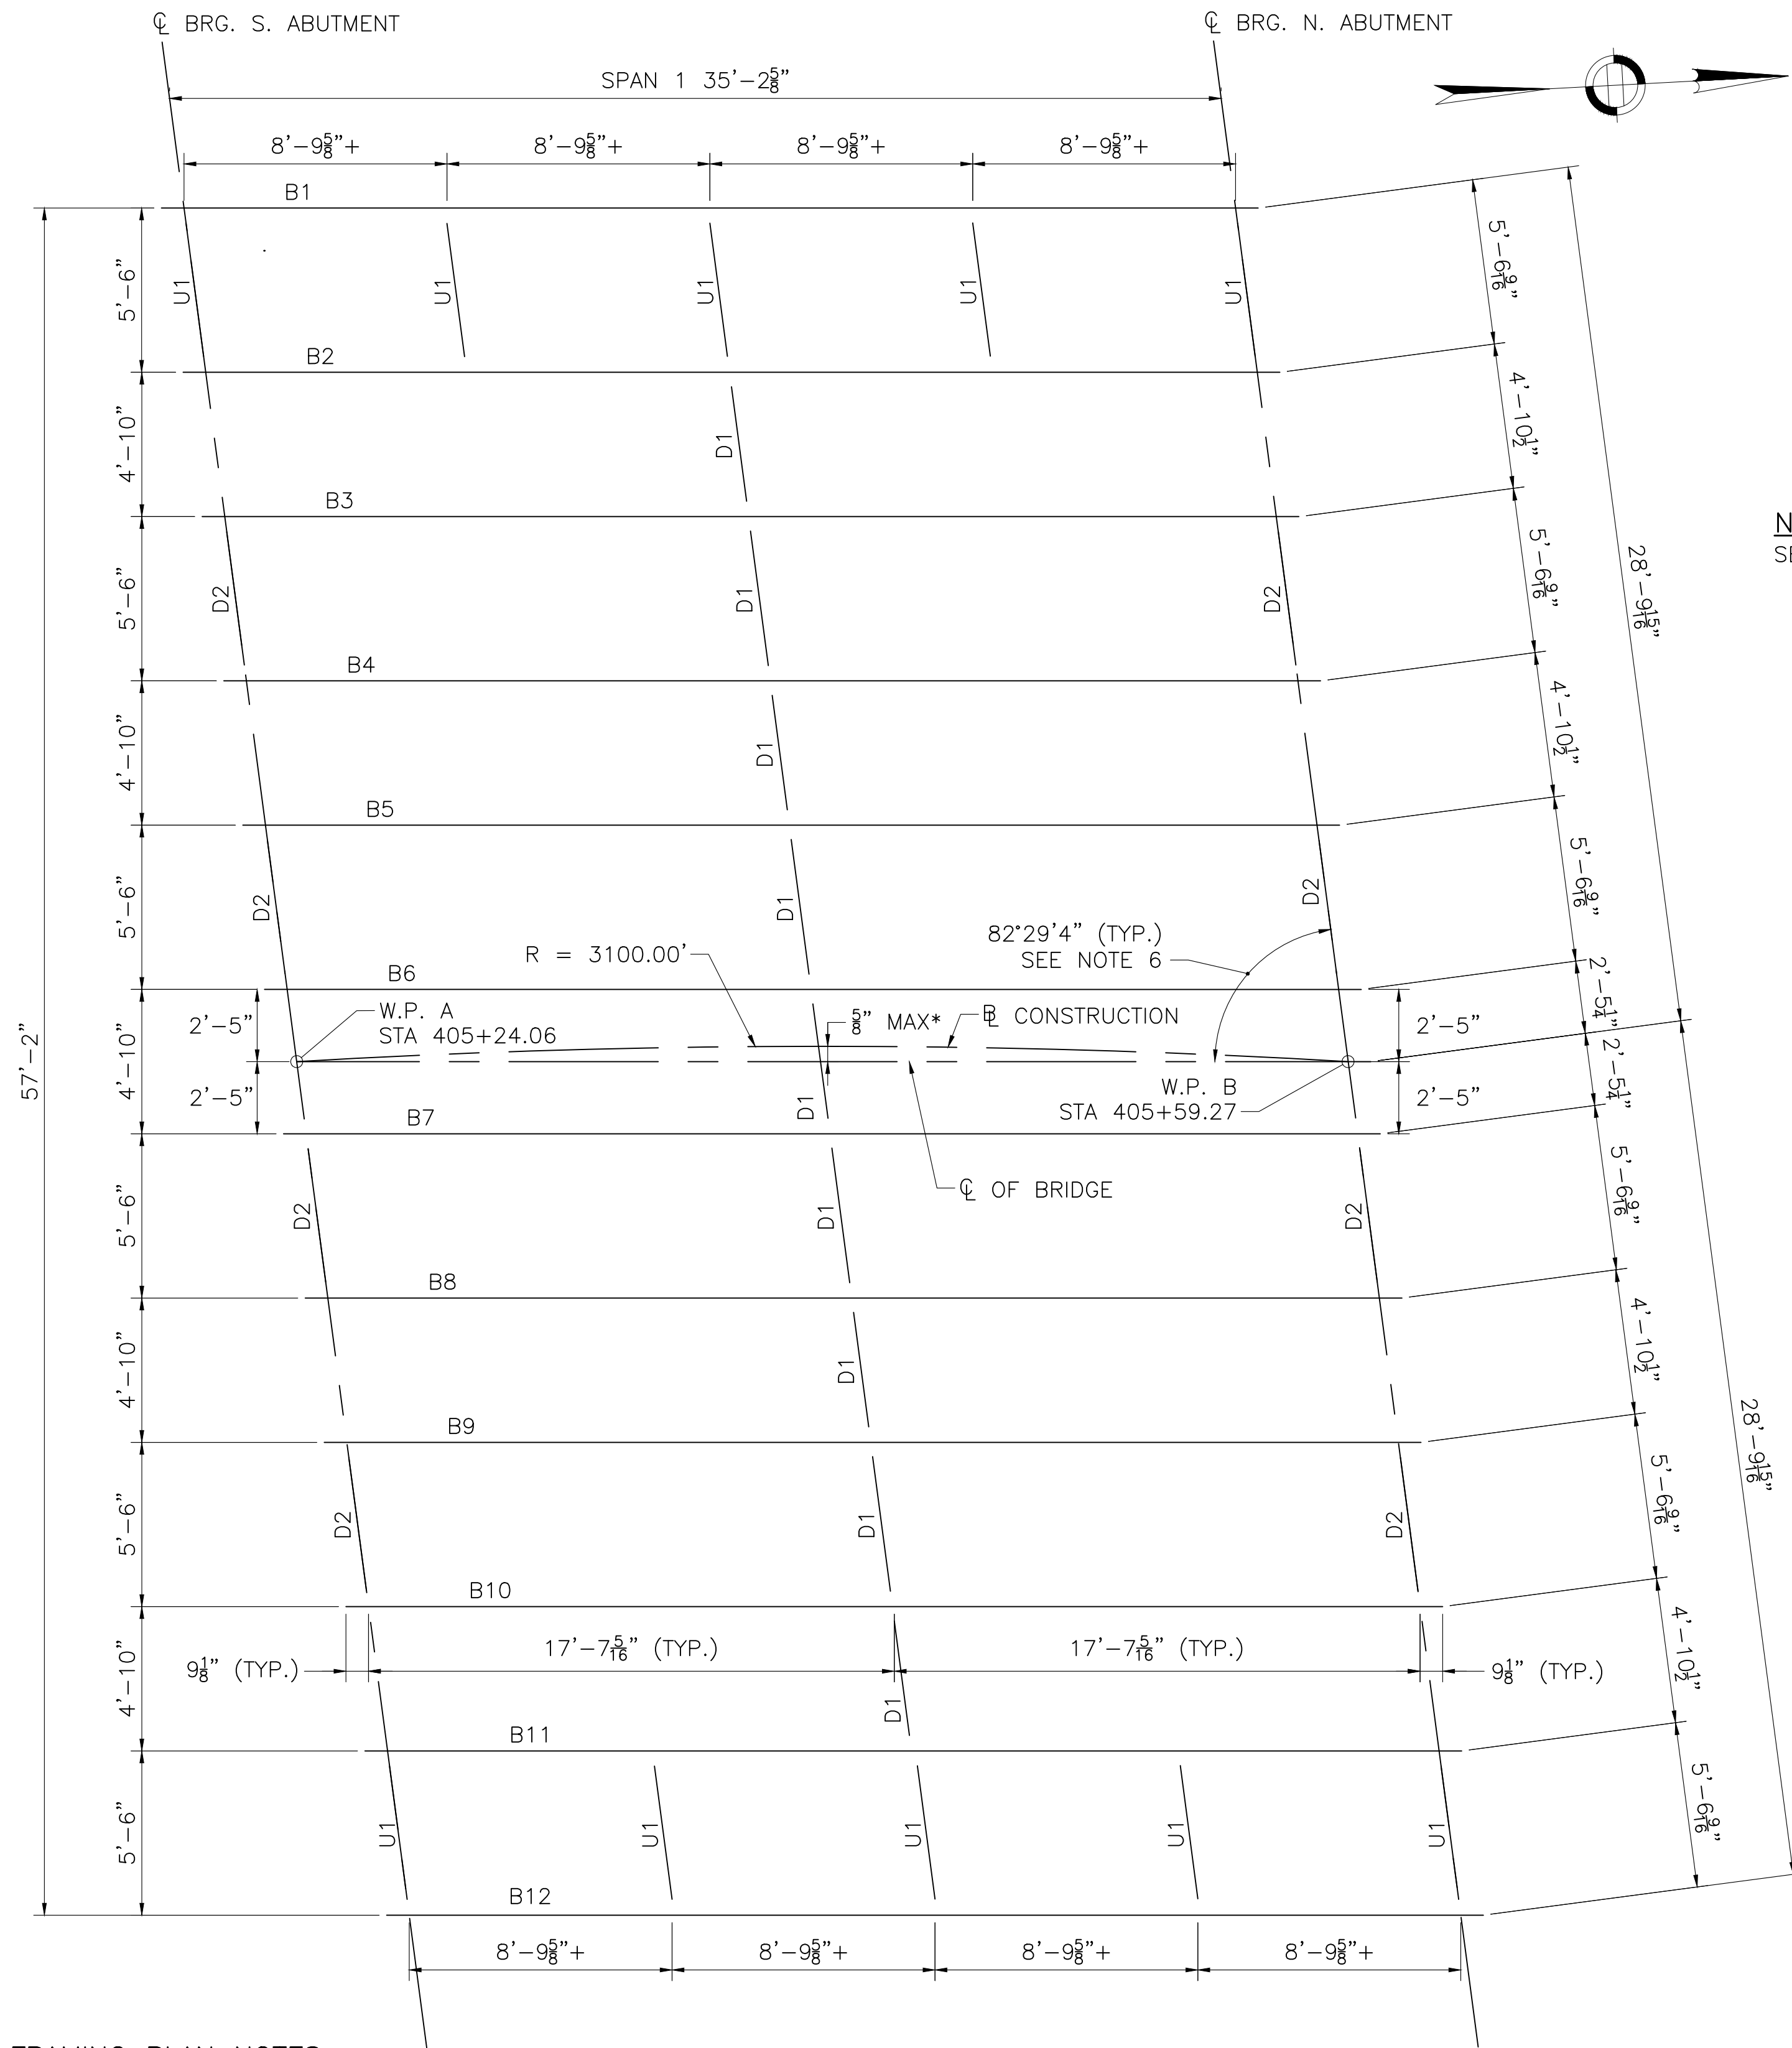 ℄ BRG. S. ABUTMENT
℄ BRG. N. ABUTMENT
SPAN 1 35'-2⅝"
8'-9⅝"+
8'-9⅝"+
8'-9⅝"+
8'-9⅝"+
B1
5'-6"
U1
U1
U1
U1
U1
5'-6 9/16"
B2
4'-10"
D1
4'-10½"
B3
5'-6"
D2
D1
D2
5'-6 9/16"
28'-9 15/16"
B4
4'-10"
D1
4'-10½"
B5
5'-6"
D2
D1
D2
5'-6 9/16"
R = 3100.00'
82°29'4" (TYP.)
SEE NOTE 6
B6
57'-2"
4'-10"
2'-5"
2'-5"
W.P. A
STA 405+24.06
⅝" MAX*
BL CONSTRUCTION
2'-5"
2'-5"
2'-5¼"
2'-5¼"
D1
W.P. B
STA 405+59.27
B7
℄ OF BRIDGE
5'-6"
D2
D1
D2
5'-6 9/16"
B8
4'-10"
D1
4'-10½"
28'-9 15/16"
B9
5'-6"
D2
D1
D2
5'-6 9/16"
B10
4'-10"
9⅛" (TYP.)
17'-7 5/16" (TYP.)
17'-7 5/16" (TYP.)
9⅛" (TYP.)
D1
4'-10½"
B11
5'-6"
U1
U1
U1
U1
U1
5'-6 9/16"
B12
8'-9⅝"+
8'-9⅝"+
8'-9⅝"+
8'-9⅝"+